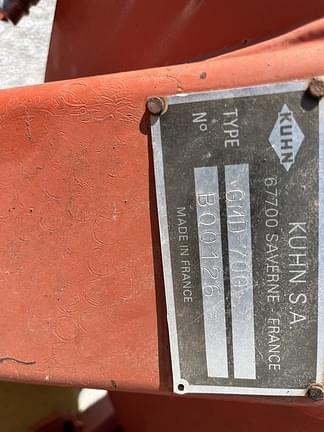 KUHN
KUHN S.A.
67700 SAVERNE - FRANCE
TYPE GMD 700
N° B00126
MADE IN FRANCE